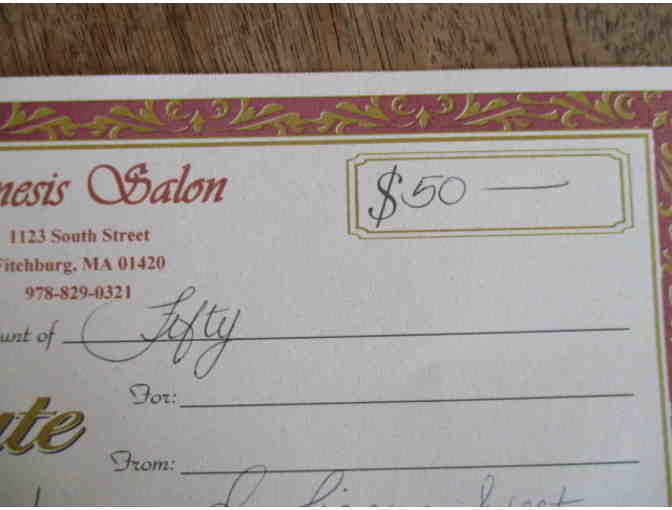 nesis Salon
$50 —
1123 South Street
Fitchburg, MA 01420
978-829-0321
unt of Fifty
For:
ate
From: